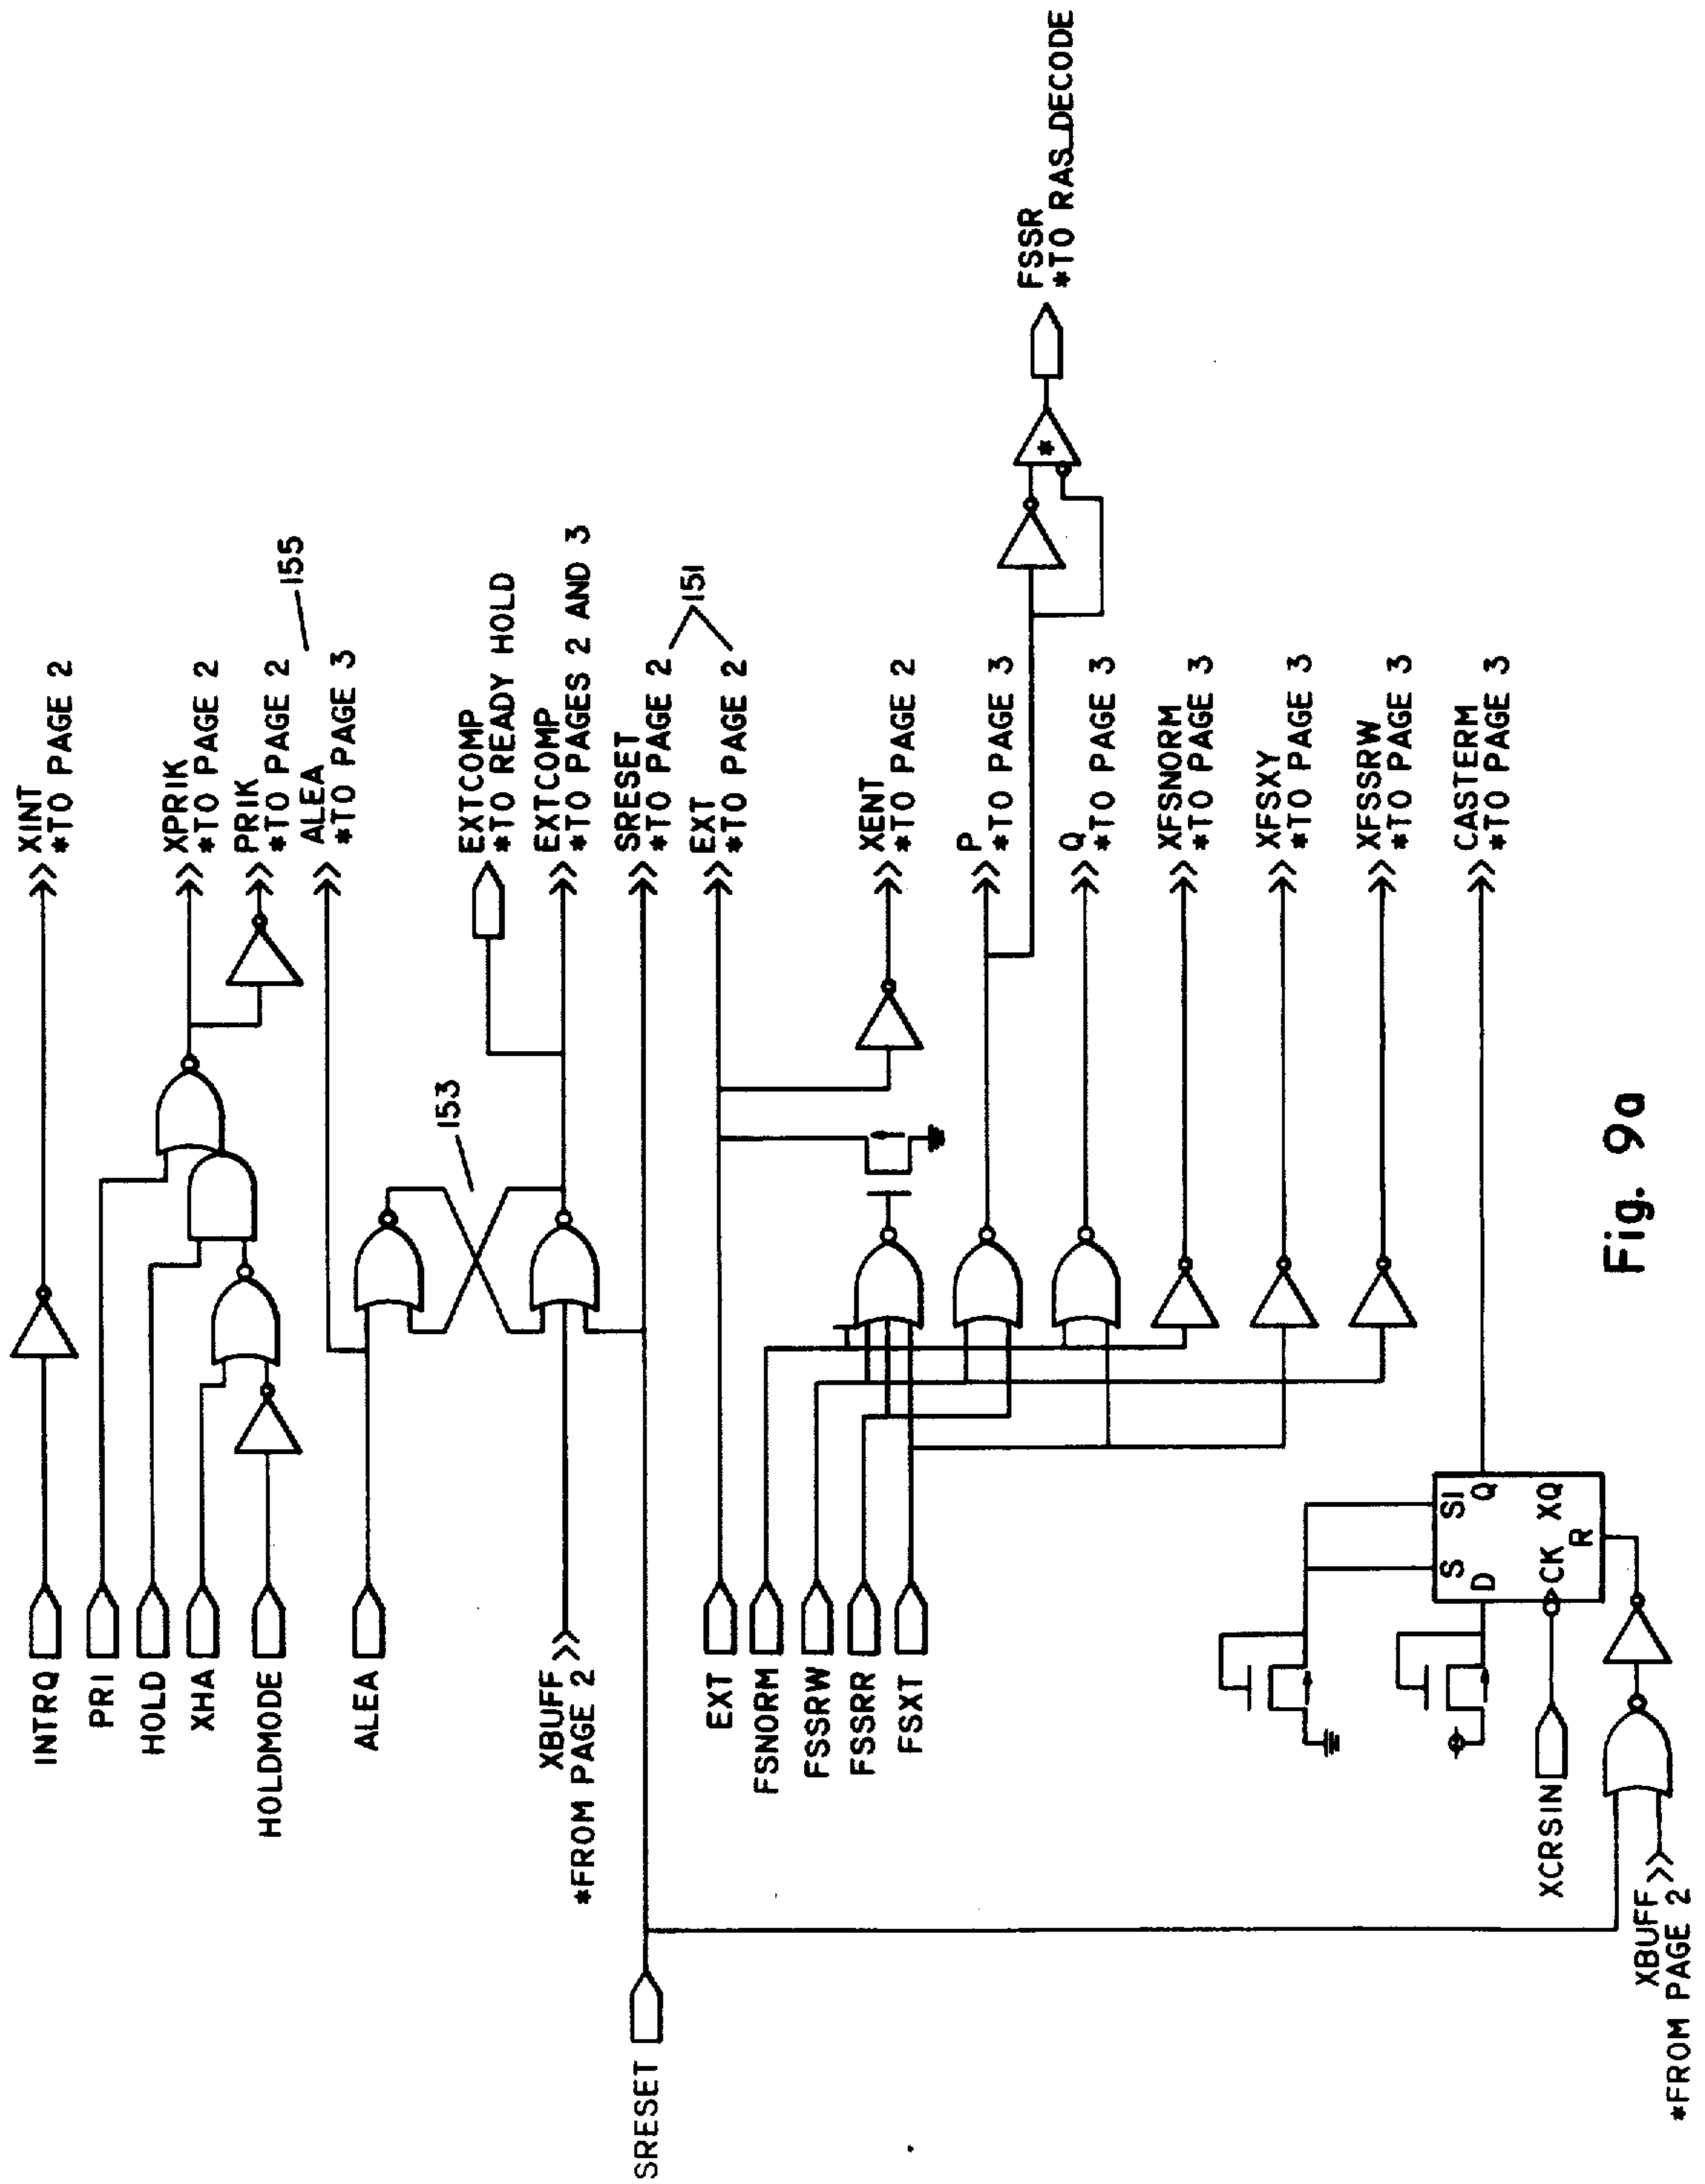 INTRQ
XINT
*TO PAGE 2
PRI
HOLD
XHA
HOLDMODE
XPRIK
*TO PAGE 2
PRIK
*TO PAGE 2
155
ALEA
ALEA
*TO PAGE 3
153
EXTCOMP
*TO READY HOLD
XBUFF
*FROM PAGE 2
EXTCOMP
*TO PAGES 2 AND 3
SRESET
SRESET
*TO PAGE 2
151
EXT
EXT
*TO PAGE 2
FSNORM
FSSRW
FSSRR
FSXT
XENT
*TO PAGE 2
P
*TO PAGE 3
FSSR
*TO RAS_DECODE
*
Q
*TO PAGE 3
XFSNORM
*TO PAGE 3
XFSXY
*TO PAGE 3
XFSSRW
*TO PAGE 3
S
SI
D
Q
CK
XQ
R
CASTERM
*TO PAGE 3
XCRSIN
XBUFF
*FROM PAGE 2
Fig. 9a